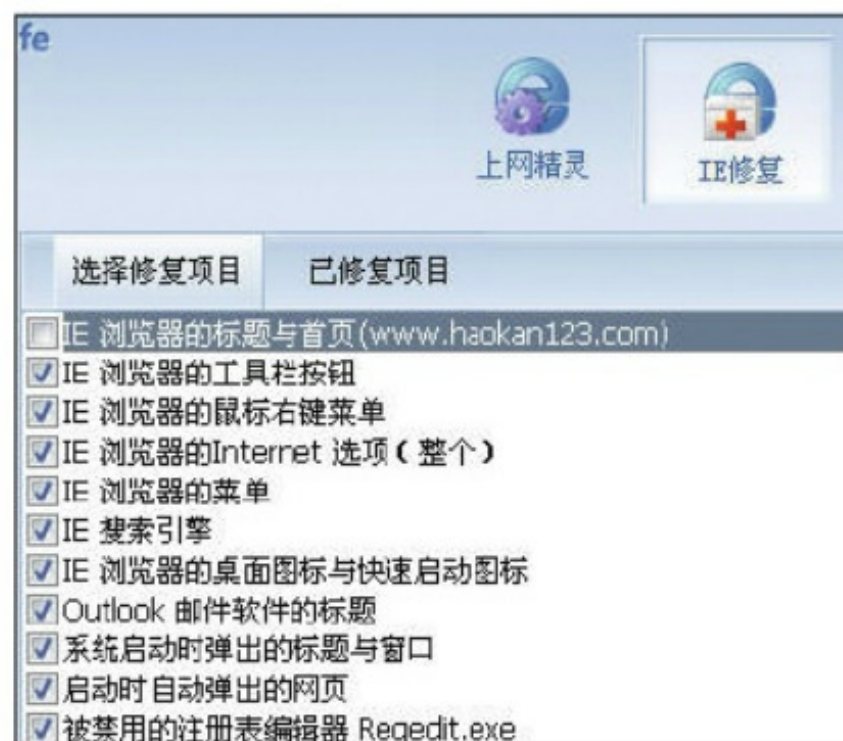 fe
上网精灵
IE修复
选择修复项目 已修复项目
IE 浏览器的标题与首页(www.haokan123.com)
IE 浏览器的工具栏按钮
IE 浏览器的鼠标右键菜单
IE 浏览器的Internet 选项(整个)
IE 浏览器的菜单
IE 搜索引擎
IE 浏览器的桌面图标与快速启动图标
Outlook 邮件软件的标题
系统启动时弹出的标题与窗口
启动时自动弹出的网页
被禁用的注册表编辑器 Regedit.exe